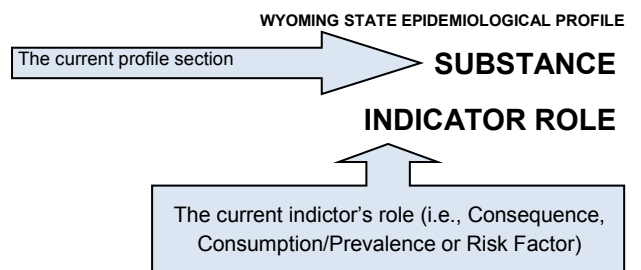 WYOMING STATE EPIDEMIOLOGICAL PROFILE
The current profile section
SUBSTANCE
INDICATOR ROLE
The current indictor's role (i.e., Consequence,
Consumption/Prevalence or Risk Factor)